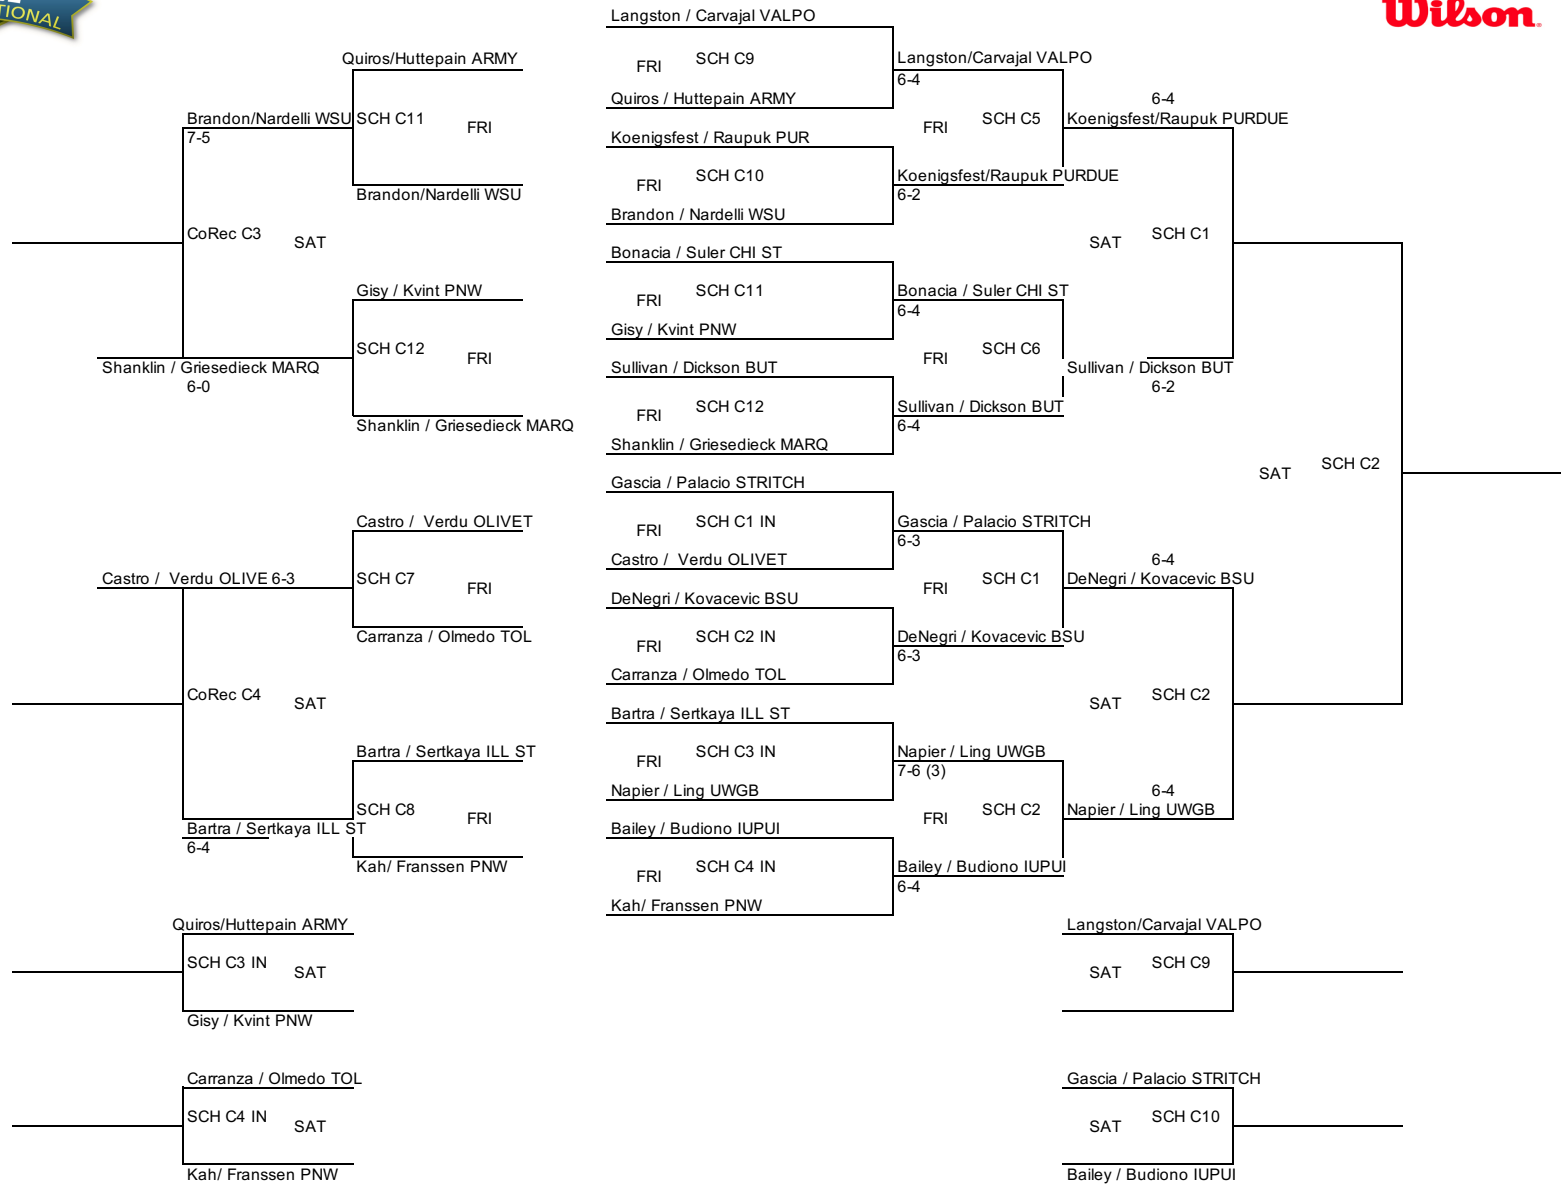 TIONAL
Wilson.
Langston / Carvajal VALPO
Quiros/Huttepain ARMY
FRI SCH C9
Langston/Carvajal VALPO
6-4
Quiros / Huttepain ARMY
6-4
Brandon/Nardelli WSU
7-5
SCH C11
FRI
SCH C5
FRI
Koenigsfest/Raupuk PURDUE
Koenigsfest / Raupuk PUR
FRI SCH C10
Koenigsfest/Raupuk PURDUE
6-2
Brandon/Nardelli WSU
Brandon / Nardelli WSU
CoRec C3
SAT
SAT SCH C1
Bonacia / Suler CHI ST
Gisy / Kvint PNW
FRI SCH C11
Bonacia / Suler CHI ST
6-4
Gisy / Kvint PNW
SCH C12
FRI
FRI SCH C6
Shanklin / Griesedieck MARQ
6-0
Sullivan / Dickson BUT
Sullivan / Dickson BUT
6-2
FRI SCH C12
Sullivan / Dickson BUT
6-4
Shanklin / Griesedieck MARQ
Shanklin / Griesedieck MARQ
SAT SCH C2
Gascia / Palacio STRITCH
Castro / Verdu OLIVET
FRI SCH C1 IN
Gascia / Palacio STRITCH
6-3
Castro / Verdu OLIVET
6-4
Castro / Verdu OLIVE 6-3
SCH C7
FRI
FRI SCH C1
DeNegri / Kovacevic BSU
DeNegri / Kovacevic BSU
Carranza / Olmedo TOL
FRI SCH C2 IN
DeNegri / Kovacevic BSU
6-3
Carranza / Olmedo TOL
CoRec C4
SAT
SAT SCH C2
Bartra / Sertkaya ILL ST
Bartra / Sertkaya ILL ST
FRI SCH C3 IN
Napier / Ling UWGB
7-6 (3)
Napier / Ling UWGB
6-4
SCH C8
FRI
FRI SCH C2
Napier / Ling UWGB
Bartra / Sertkaya ILL ST
6-4
Bailey / Budiono IUPUI
Kah/ Franssen PNW
FRI SCH C4 IN
Bailey / Budiono IUPUI
6-4
Kah/ Franssen PNW
Quiros/Huttepain ARMY
Langston/Carvajal VALPO
SCH C3 IN
SAT
SAT SCH C9
Gisy / Kvint PNW
Carranza / Olmedo TOL
Gascia / Palacio STRITCH
SCH C4 IN
SAT
SAT SCH C10
Kah/ Franssen PNW
Bailey / Budiono IUPUI